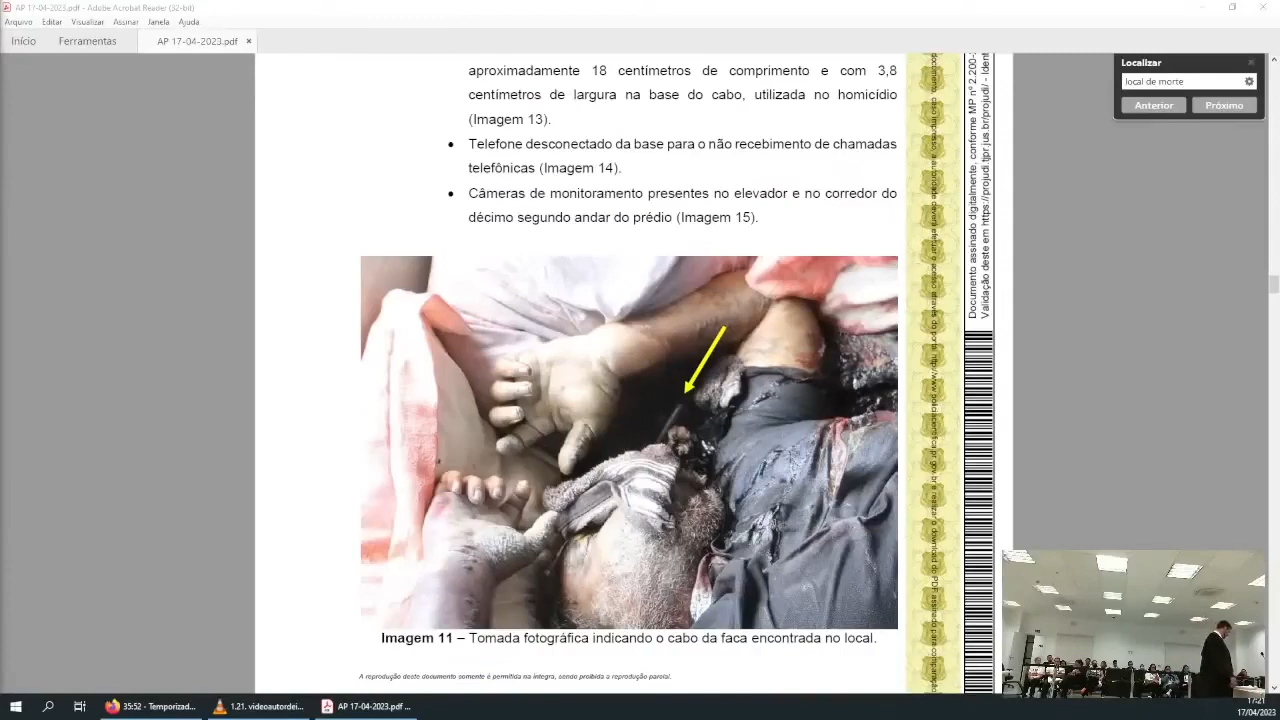 AP 17-04-2023.pdf - Adobe Acrobat Reader (32-bit)
Arquivo Editar Visualizar Assinar Janela Ajuda
Início Ferramentas AP 17-04-2023.pdf ×
aproximadamente 18 centímetros de comprimento e com 3,8
centímetros de largura na base do cabo, utilizada no homicídio
(Imagem 13).
• Telefone desconectado da base para o não recebimento de chamadas
telefônicas (Imagem 14).
• Câmeras de monitoramento presentes no elevador e no corredor do
décimo segundo andar do prédio (Imagem 15).
Imagem 11 – Tomada fotográfica indicando o cabo da faca encontrada no local.
A reprodução deste documento somente é permitida na íntegra, sendo proibida a reprodução parcial.
Documento assinado digitalmente, conforme MP nº 2.200-
Validação deste em https://projudi.tjpr.jus.br/projudi/ - Ident
Localizar
local de morte
Anterior Próximo
35:52 - Temporizad...
1.21. videoautordei...
AP 17-04-2023.pdf ...
17:21
17/04/2023